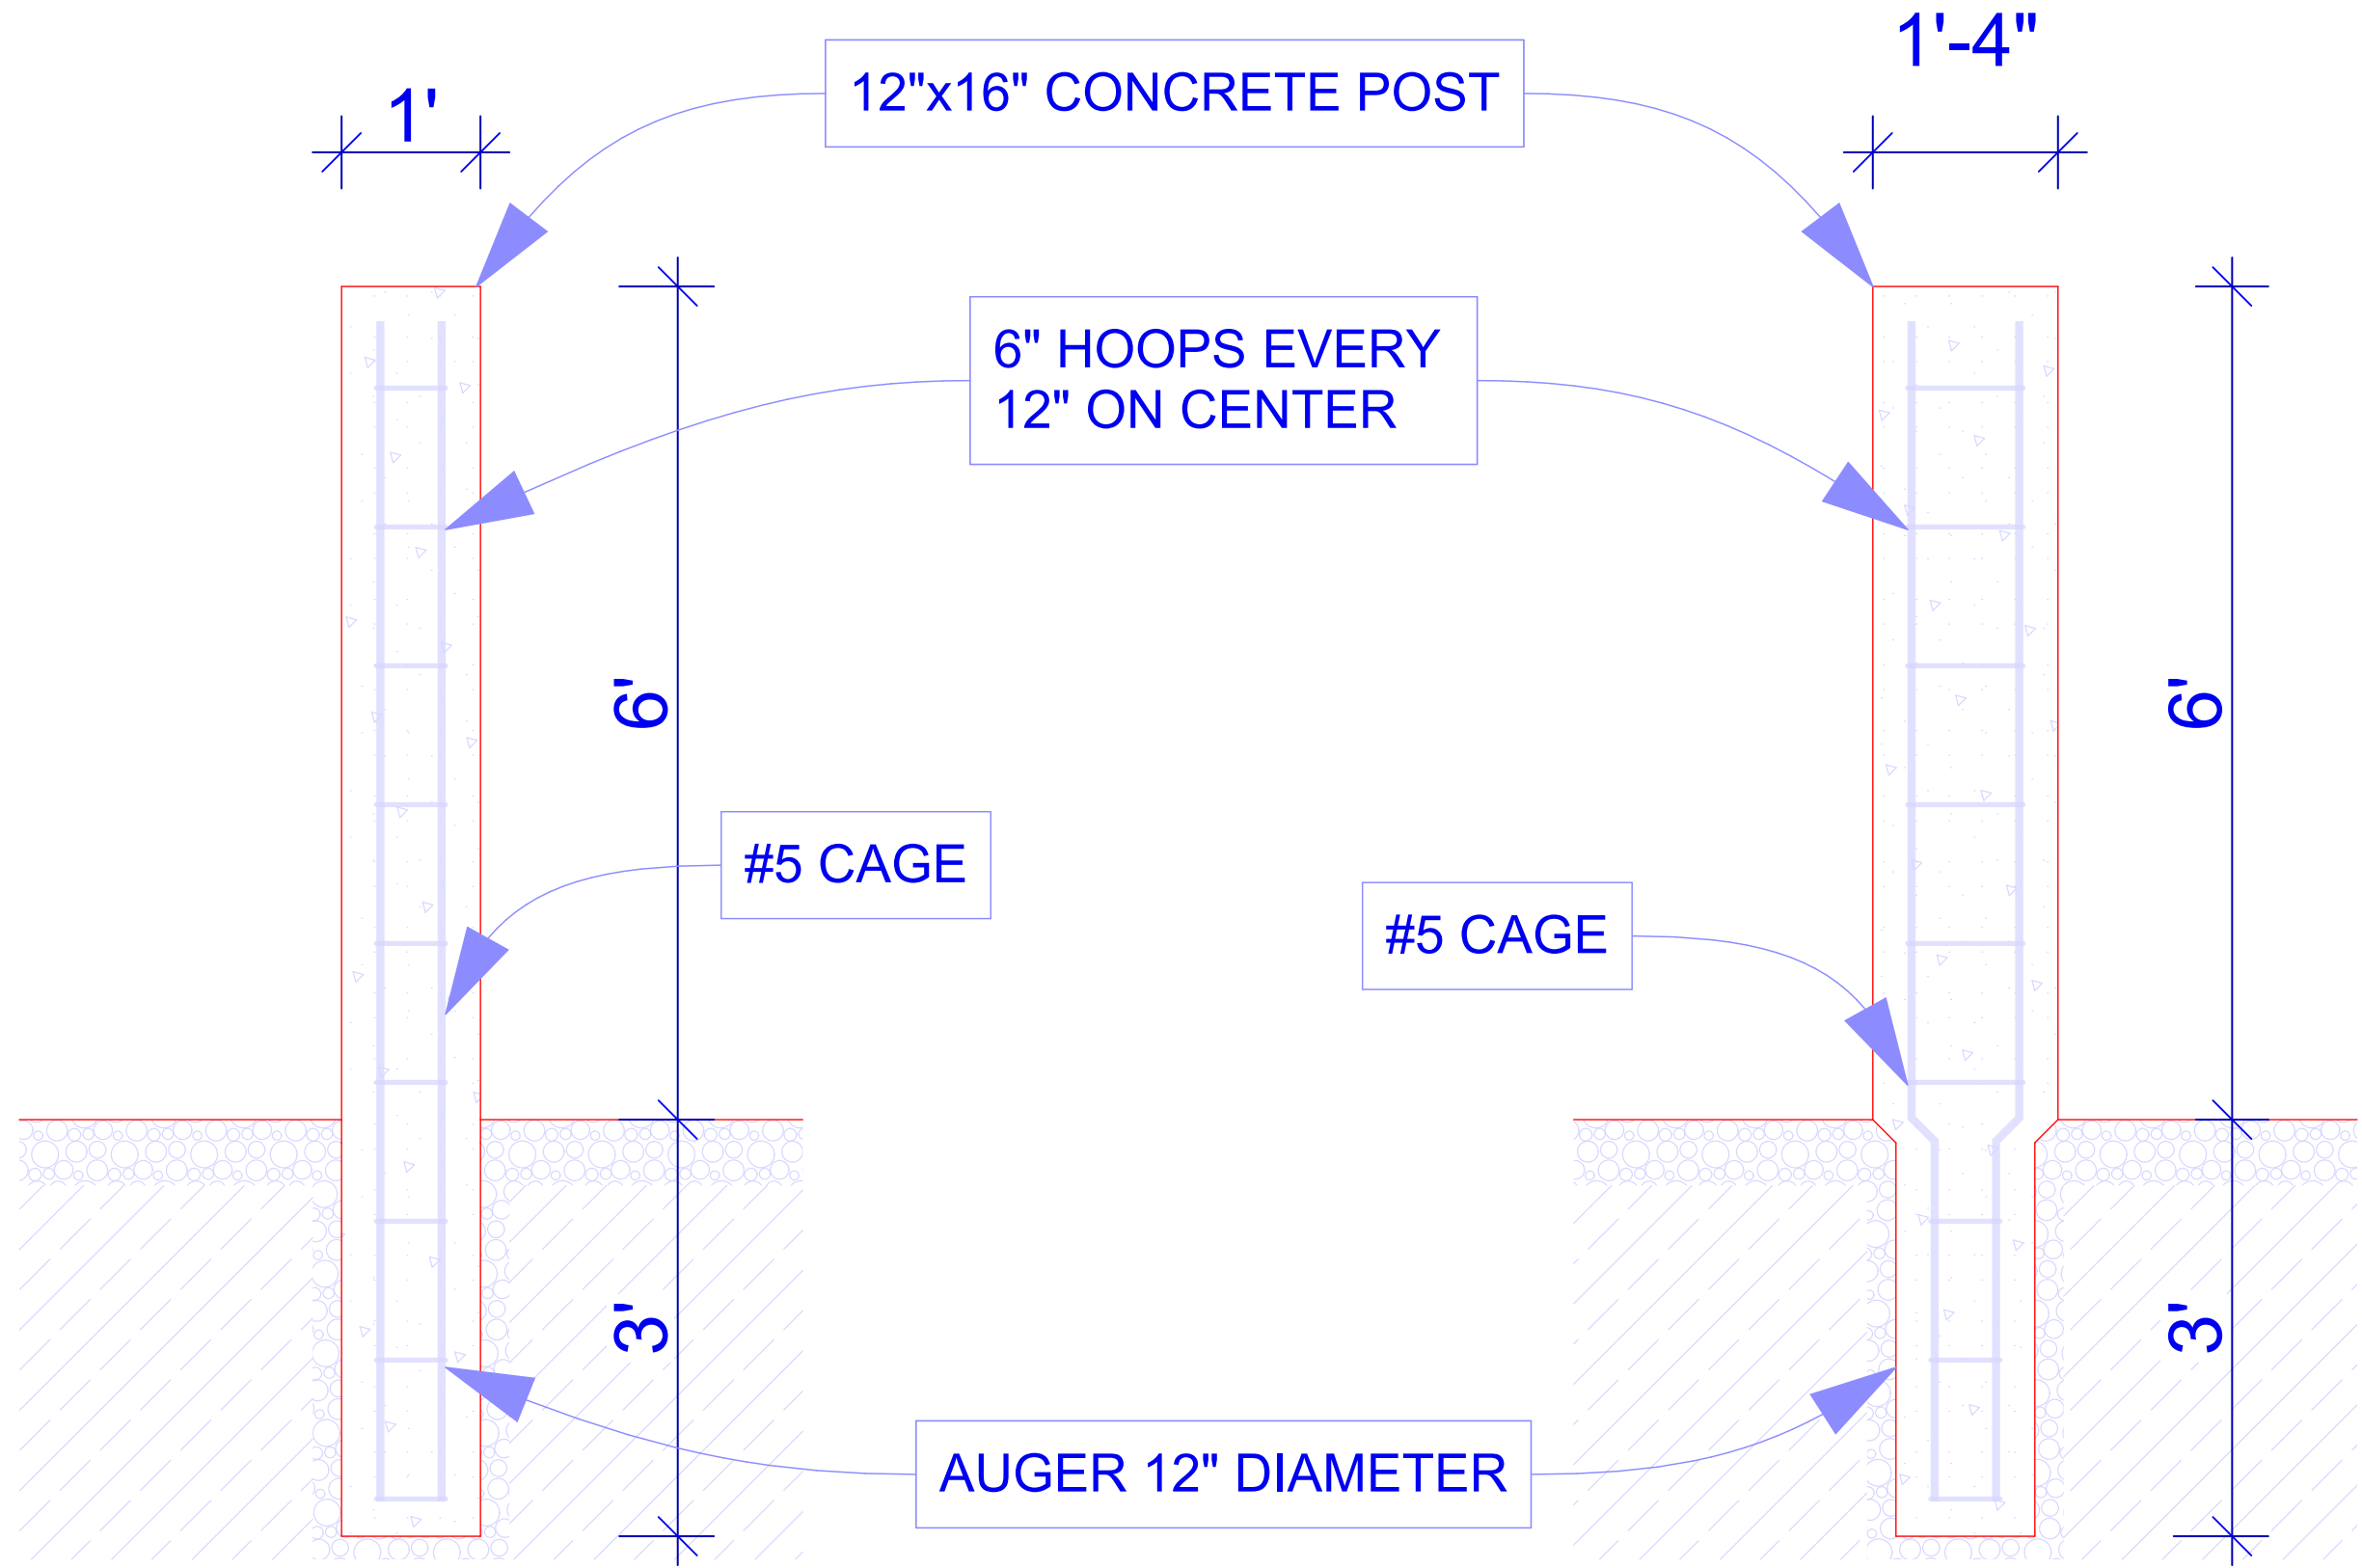 1'-4"
1'
12"x16" CONCRETE POST
6" HOOPS EVERY
12" ON CENTER
6'
6'
#5 CAGE
#5 CAGE
3'
3'
AUGER 12" DIAMETER